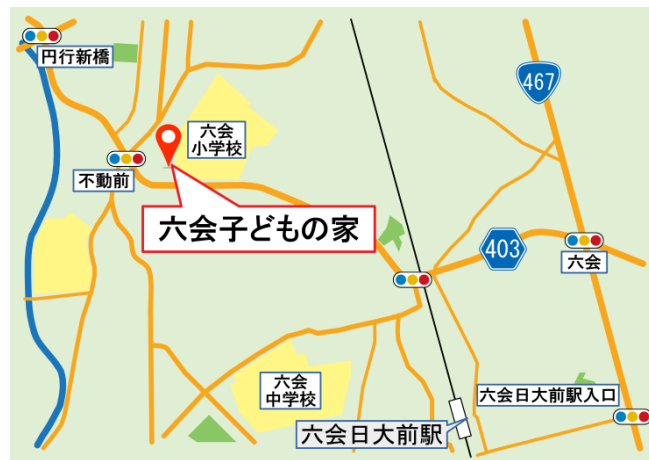 円行新橋
467
六会
小学校
不動前
六会子どもの家
403
六会
六会
中学校
六会日大前駅入口
六会日大前駅